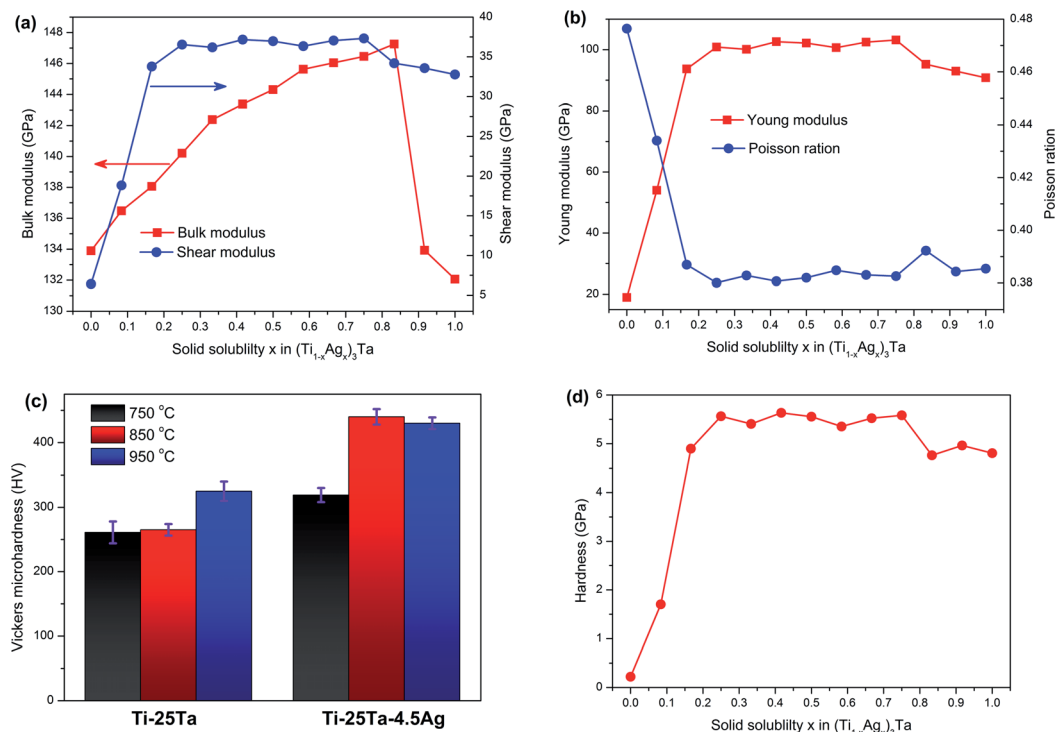 (a)
148
146
144
142
140
138
136
134
132
130
Bulk modulus (GPa)
40
35
30
25
20
15
10
5
Shear modulus (GPa)
Bulk modulus
Shear modulus
0.0 0.1 0.2 0.3 0.4 0.5 0.6 0.7 0.8 0.9 1.0
Solid solublilty x in (Ti1-xAgx)3Ta
(b)
100
80
60
40
20
Young modulus (GPa)
0.48
0.46
0.44
0.42
0.40
0.38
Poisson ration
Young modulus
Poisson ration
0.0 0.1 0.2 0.3 0.4 0.5 0.6 0.7 0.8 0.9 1.0
Solid solublilty x in (Ti1-xAgx)3Ta
(c)
750 °C
850 °C
950 °C
450
300
250
100
0
Vickers microhardness (HV)
Ti-25Ta Ti-25Ta-4.5Ag
(d)
6
5
4
3
2
1
0
Hardness (GPa)
0.0 0.1 0.2 0.3 0.4 0.5 0.6 0.7 0.8 0.9 1.0
Solid solublilty x in (Ti1-xAgx)3Ta